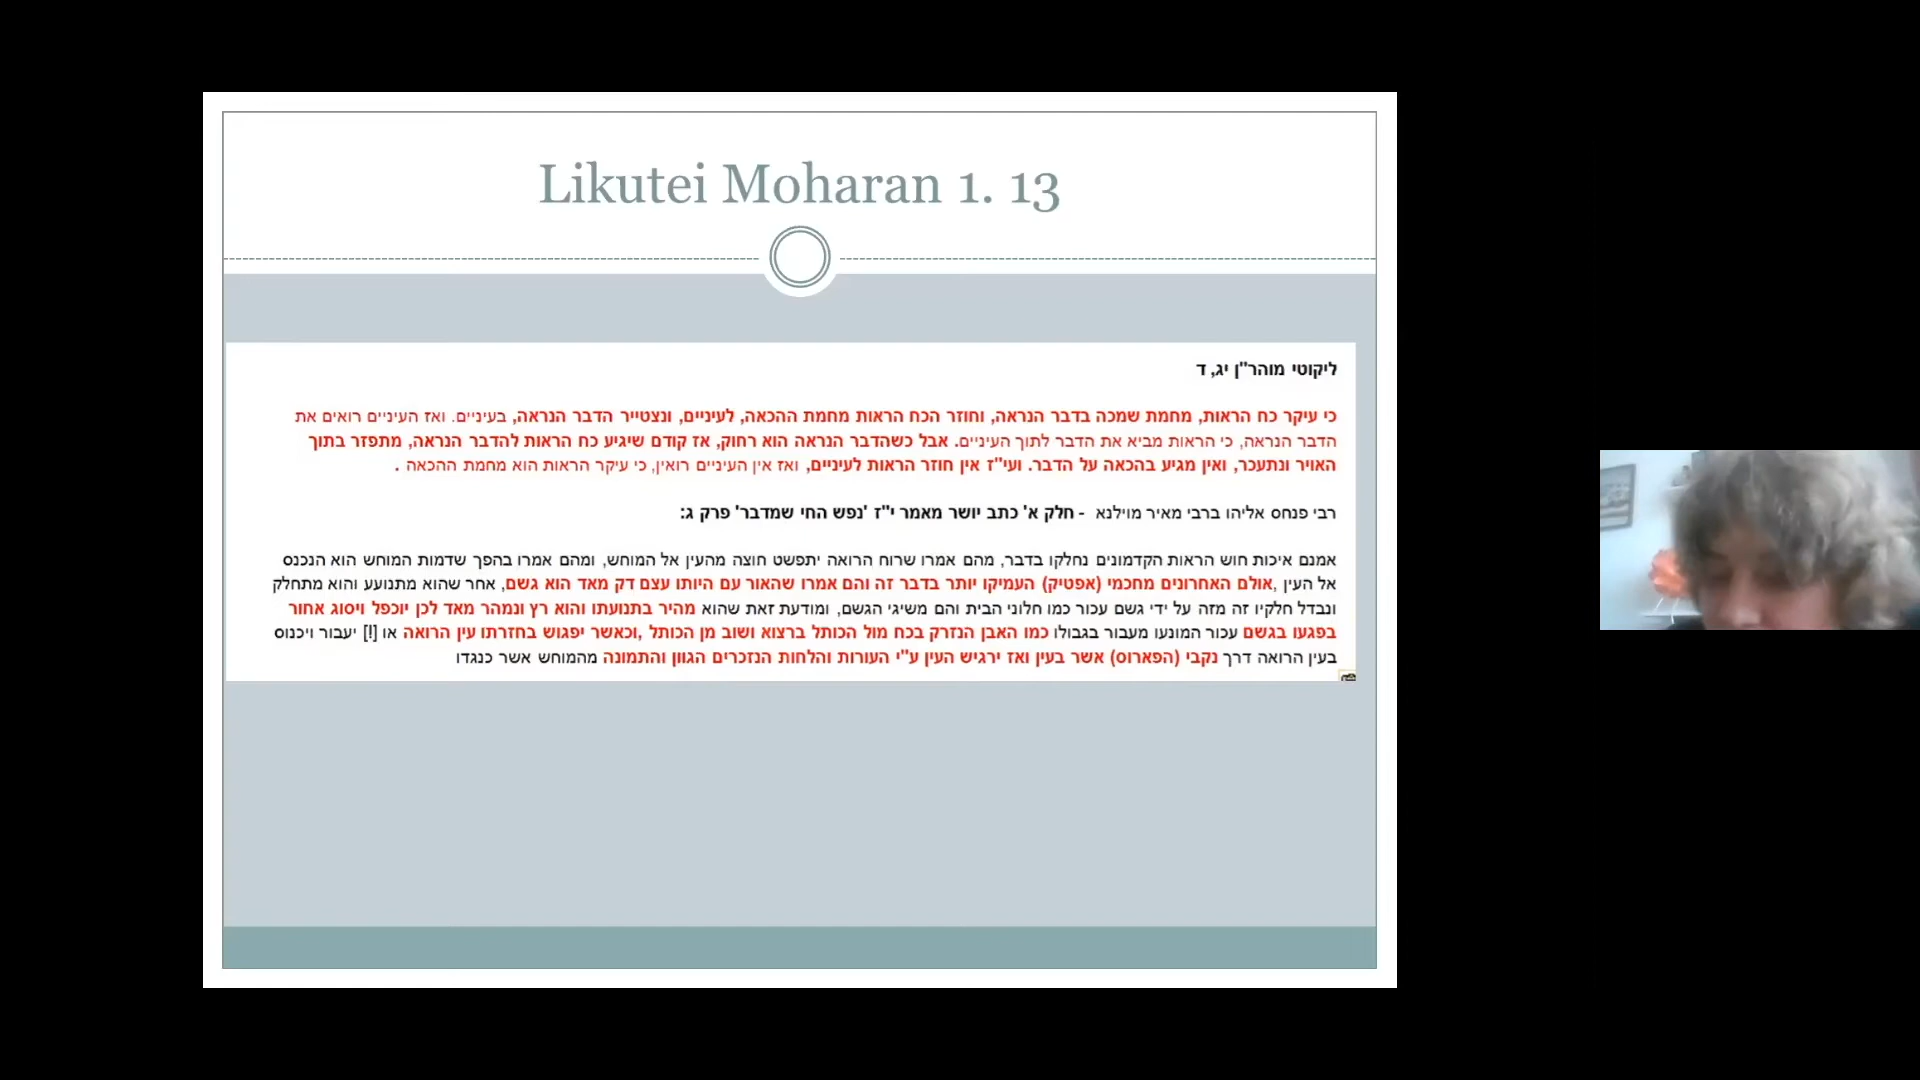 Likutei Moharan 1. 13
ליקוטי מוהר"ן יג, ד
כי עיקר כח הראות, מחמת שמכה בדבר הנראה, וחוזר הכח הראות מחמת ההכאה, לעיניים, ונצטייר הדבר הנראה, בעיניים. ואז העיניים רואים את
הדבר הנראה, כי הראות מביא את הדבר לתוך העיניים. אבל כשהדבר הנראה הוא רחוק, אז קודם שיגיע כח הראות להדבר הנראה, מתפזר בתוך
האויר ונתעכר, ואין מגיע בהכאה על הדבר. ועי"ז אין חוזר הראות לעיניים, ואז אין העיניים רואין, כי עיקר הראות הוא מחמת ההכאה .
רבי פנחס אליהו ברבי מאיר מוילנא - חלק א' כתב יושר מאמר י"ז 'נפש החי שמדבר' פרק ג:
אמנם איכות חוש הראות הקדמונים נחלקו בדבר, מהם אמרו שרוח הרואה יתפשט חוצה מהעין אל המוחש, ומהם אמרו בהפך שדמות המוחש הוא הנכנס
אל העין ,אולם האחרונים מחכמי (אפטיק) העמיקו יותר בדבר זה והם אמרו שהאור עם היותו עצם דק מאד הוא גשם, אחר שהוא מתנועע והוא מתחלק
ונבדל חלקיו זה מזה על ידי גשם עכור כמו חלוני הבית והם משיגי הגשם, ומודעת זאת שהוא מהיר בתנועתו והוא רץ ונמהר מאד לכן יוכפל ויסוג אחור
בפגעו בגשם עכור המונעו מעבור בגבולו כמו האבן הנזרק בכח מול הכותל ברצוא ושוב מן הכותל ,וכאשר יפגוש בחזרתו עין הרואה או [!] יעבור ויכנוס
בעין הרואה דרך נקבי (הפארוס) אשר בעין ואז ירגיש העין ע"י העורות והלחות הנזכרים הגוון והתמונה מהמוחש אשר כנגדו